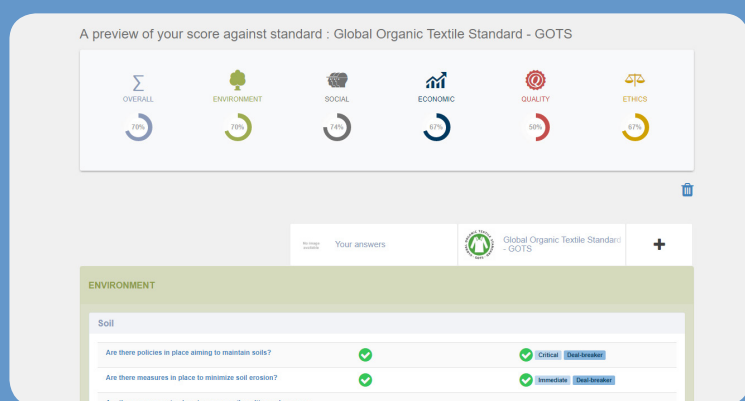 A preview of your score against standard : Global Organic Textile Standard - GOTS
Σ
OVERALL ENVIRONMENT SOCIAL ECONOMIC QUALITY ETHICS
70% 70% 74% 67% 50% 67%
No image
available
Your answers
Global Organic Textile Standard
- GOTS
ENVIRONMENT
Soil
Are there policies in place aiming to maintain soils?
Critical Deal-breaker
Are there measures in place to minimize soil erosion?
Immediate Deal-breaker